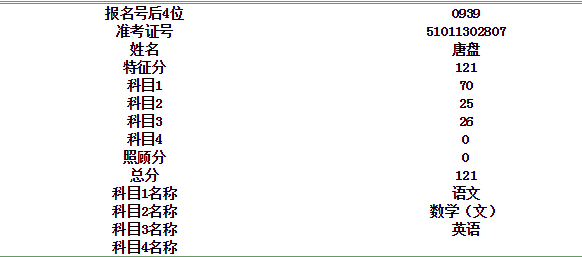 报名号后4位 0939
准考证号 51011302807
姓名 唐盘
特征分 121
科目1 70
科目2 25
科目3 26
科目4 0
照顾分 0
总分 121
科目1名称 语文
科目2名称 数学（文）
科目3名称 英语
科目4名称